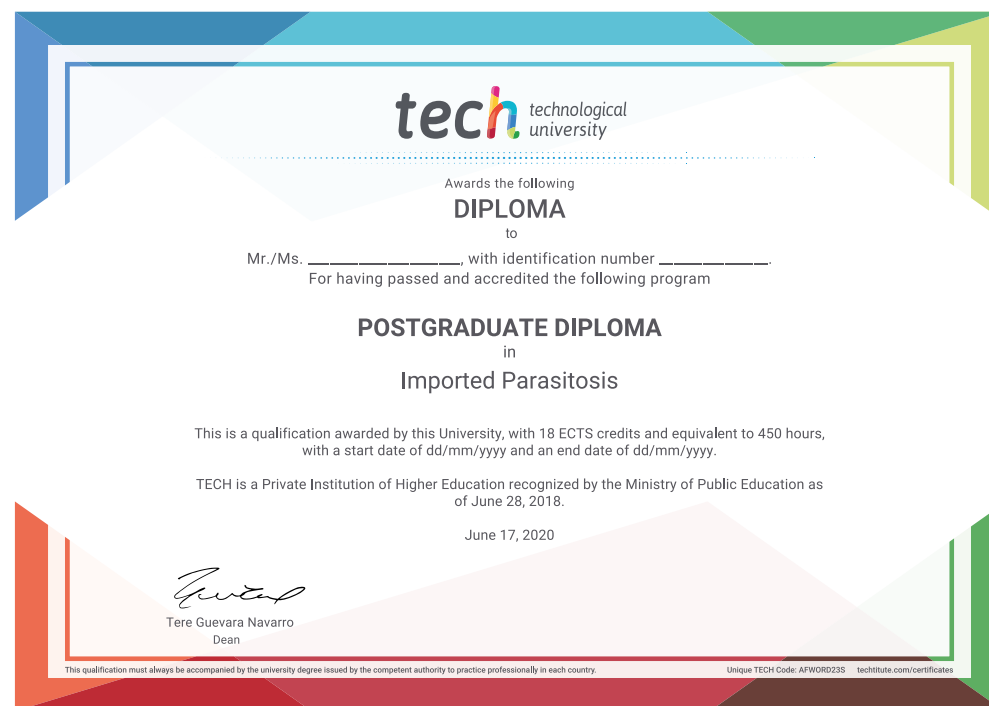 tech technological
university
Awards the following
DIPLOMA
to
Mr./Ms. ____________________, with identification number ______________.
For having passed and accredited the following program
POSTGRADUATE DIPLOMA
in
Imported Parasitosis
This is a qualification awarded by this University, with 18 ECTS credits and equivalent to 450 hours,
with a start date of dd/mm/yyyy and an end date of dd/mm/yyyy.
TECH is a Private Institution of Higher Education recognized by the Ministry of Public Education as
of June 28, 2018.
June 17, 2020
Tere Guevara Navarro
Dean
This qualification must always be accompanied by the university degree issued by the competent authority to practice professionally in each country.
Unique TECH Code: AFWORD23S techtitute.com/certificates